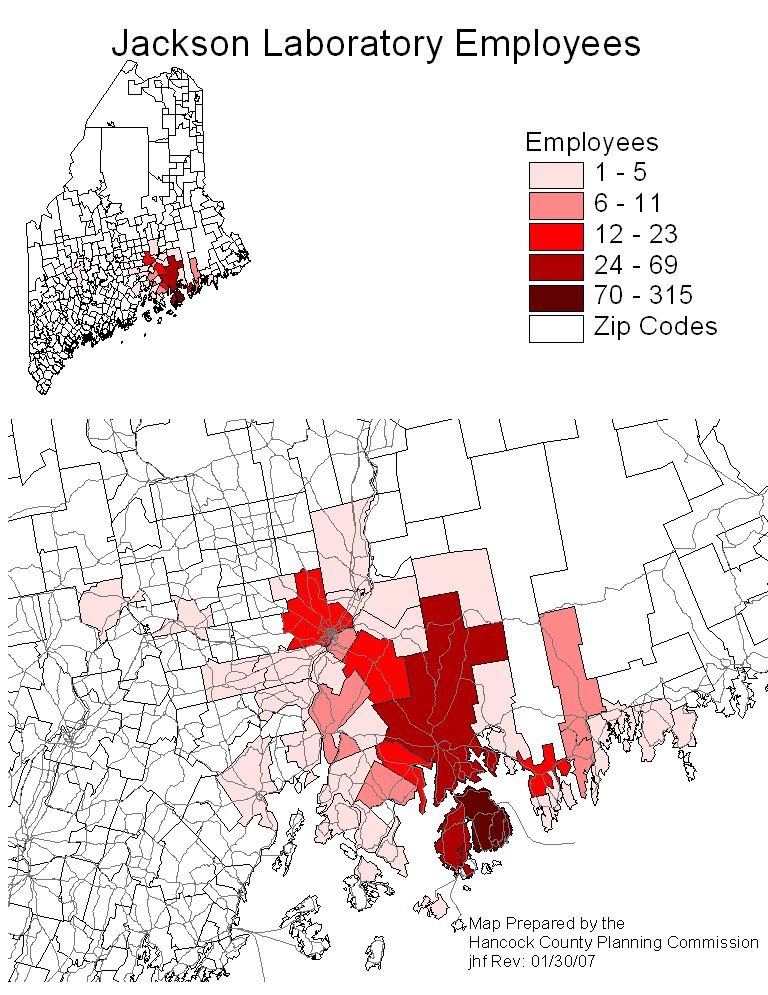 Jackson Laboratory Employees
Employees
1 - 5
6 - 11
12 - 23
24 - 69
70 - 315
Zip Codes
Map Prepared by the
Hancock County Planning Commission
jhf Rev: 01/30/07